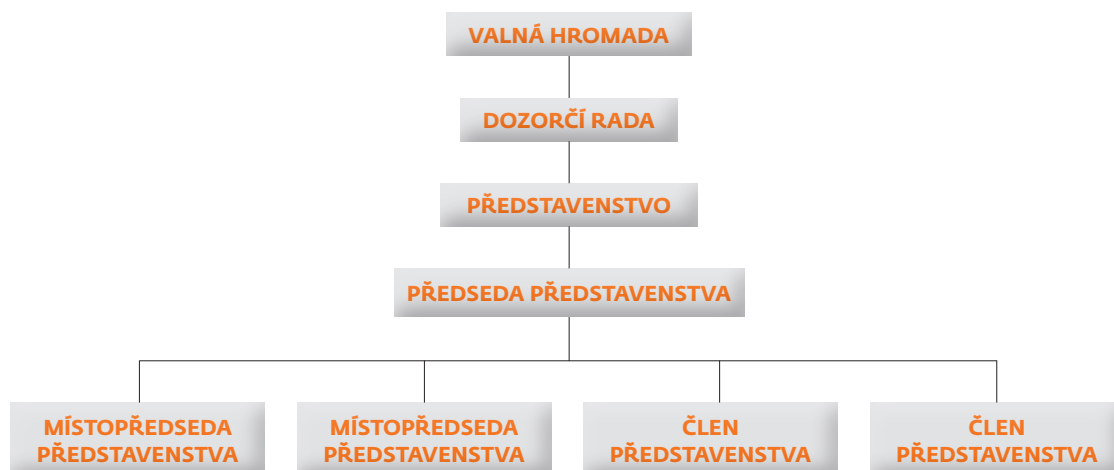 VALNÁ HROMADA
DOZORČÍ RADA
PŘEDSTAVENSTVO
PŘEDSEDA PŘEDSTAVENSTVA
MÍSTOPŘEDSEDA
PŘEDSTAVENSTVA
MÍSTOPŘEDSEDA
PŘEDSTAVENSTVA
ČLEN
PŘEDSTAVENSTVA
ČLEN
PŘEDSTAVENSTVA